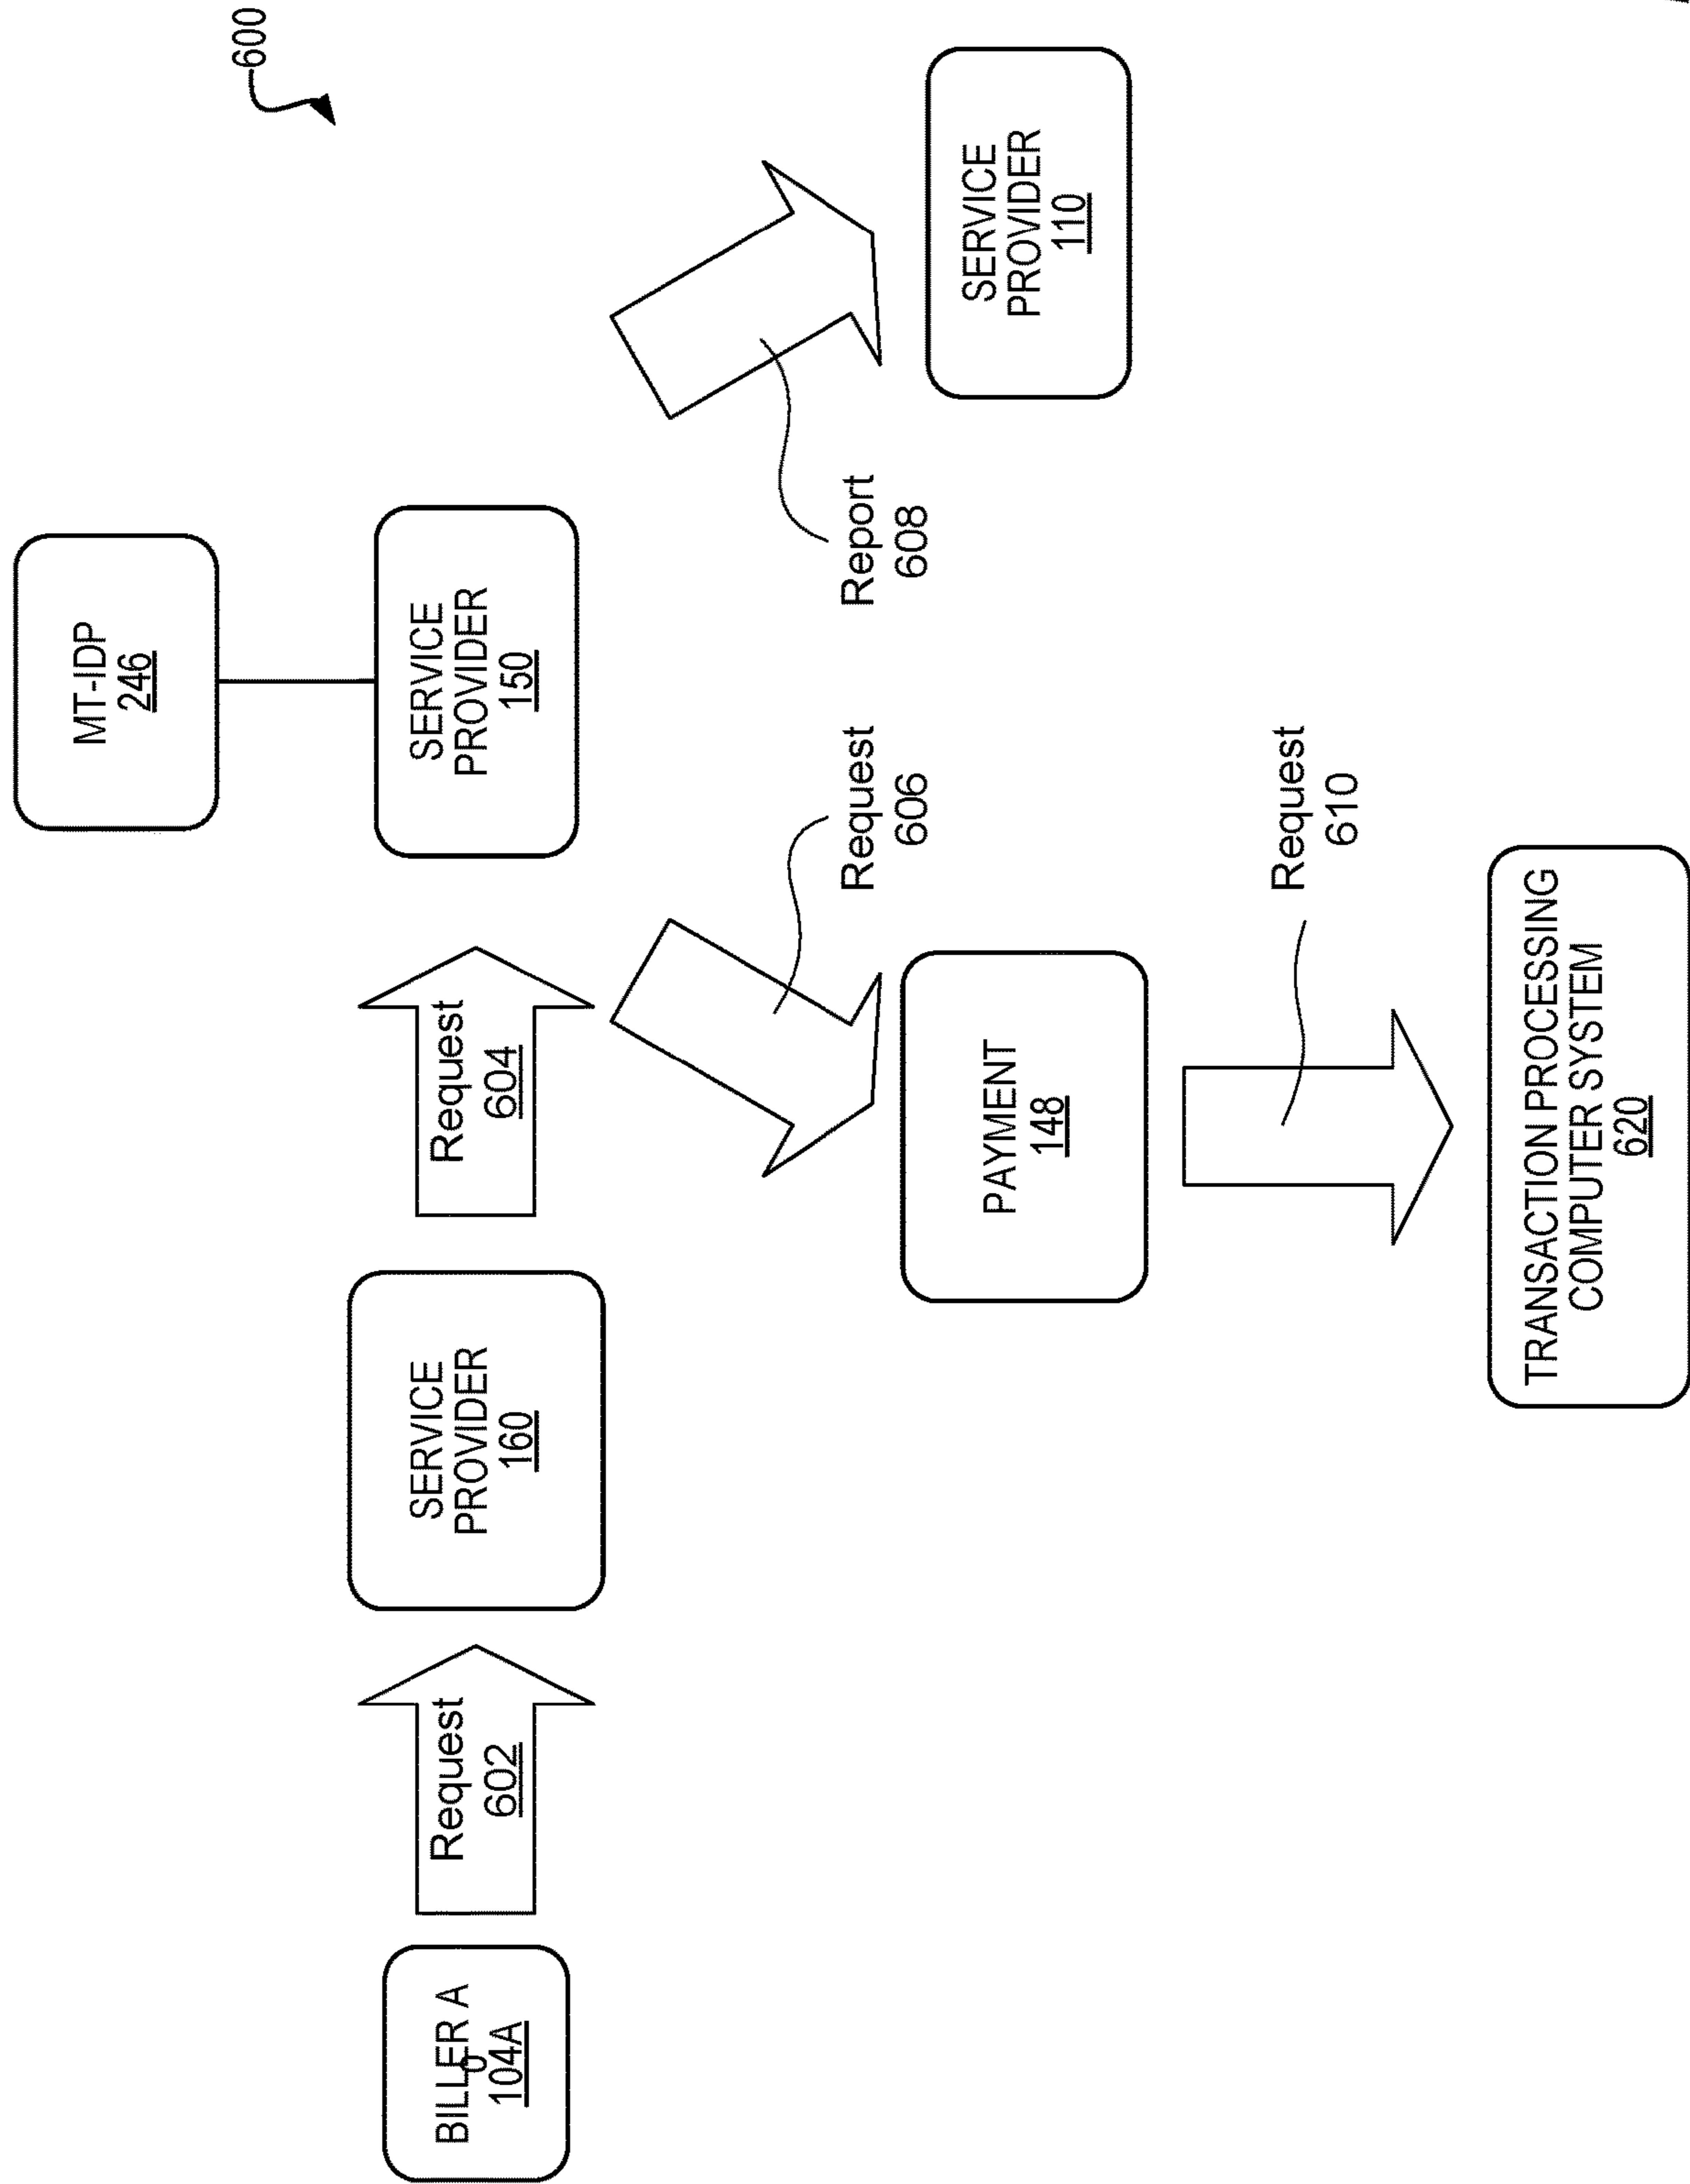 600
MT-IDP
246
BILLER A
104A
Request
602
SERVICE
PROVIDER
160
Request
604
SERVICE
PROVIDER
150
Request
606
Report
608
PAYMENT
148
SERVICE
PROVIDER
110
Request
610
TRANSACTION PROCESSING
COMPUTER SYSTEM
620